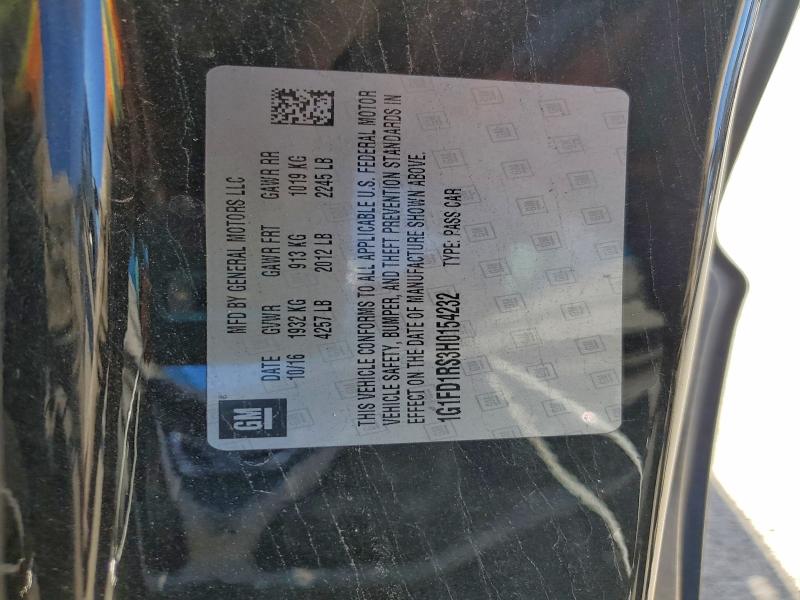 GM
MFD BY GENERAL MOTORS LLC
DATE GVWR GAWR FRT GAWR RR
10/16 1932 KG 913 KG 1019 KG
4257 LB 2012 LB 2245 LB
THIS VEHICLE CONFORMS TO ALL APPLICABLE U.S. FEDERAL MOTOR
VEHICLE SAFETY, BUMPER, AND THEFT PREVENTION STANDARDS IN
EFFECT ON THE DATE OF MANUFACTURE SHOWN ABOVE.
1G1FD1RS3H0154232 TYPE: PASS CAR